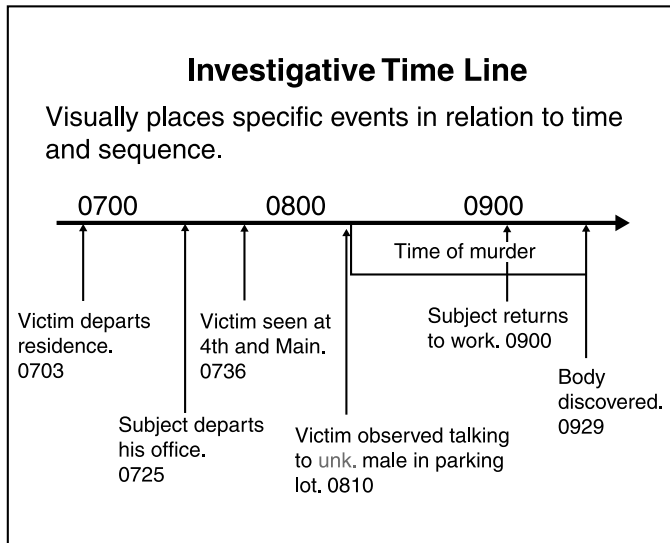 Investigative Time Line
Visually places specific events in relation to time
and sequence.
0700 0800 0900
Time of murder
Victim departs
residence.
0703
Subject departs
his office.
0725
Victim seen at
4th and Main.
0736
Victim observed talking
to unk. male in parking
lot. 0810
Subject returns
to work. 0900
Body
discovered.
0929